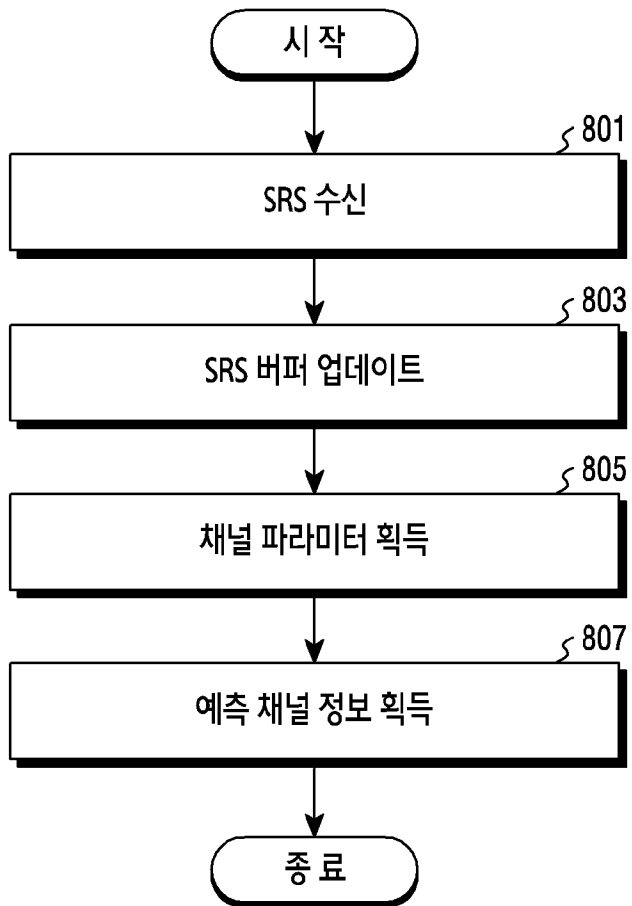 시 작
801
SRS 수신
803
SRS 버퍼 업데이트
805
채널 파라미터 획득
807
예측 채널 정보 획득
종 료